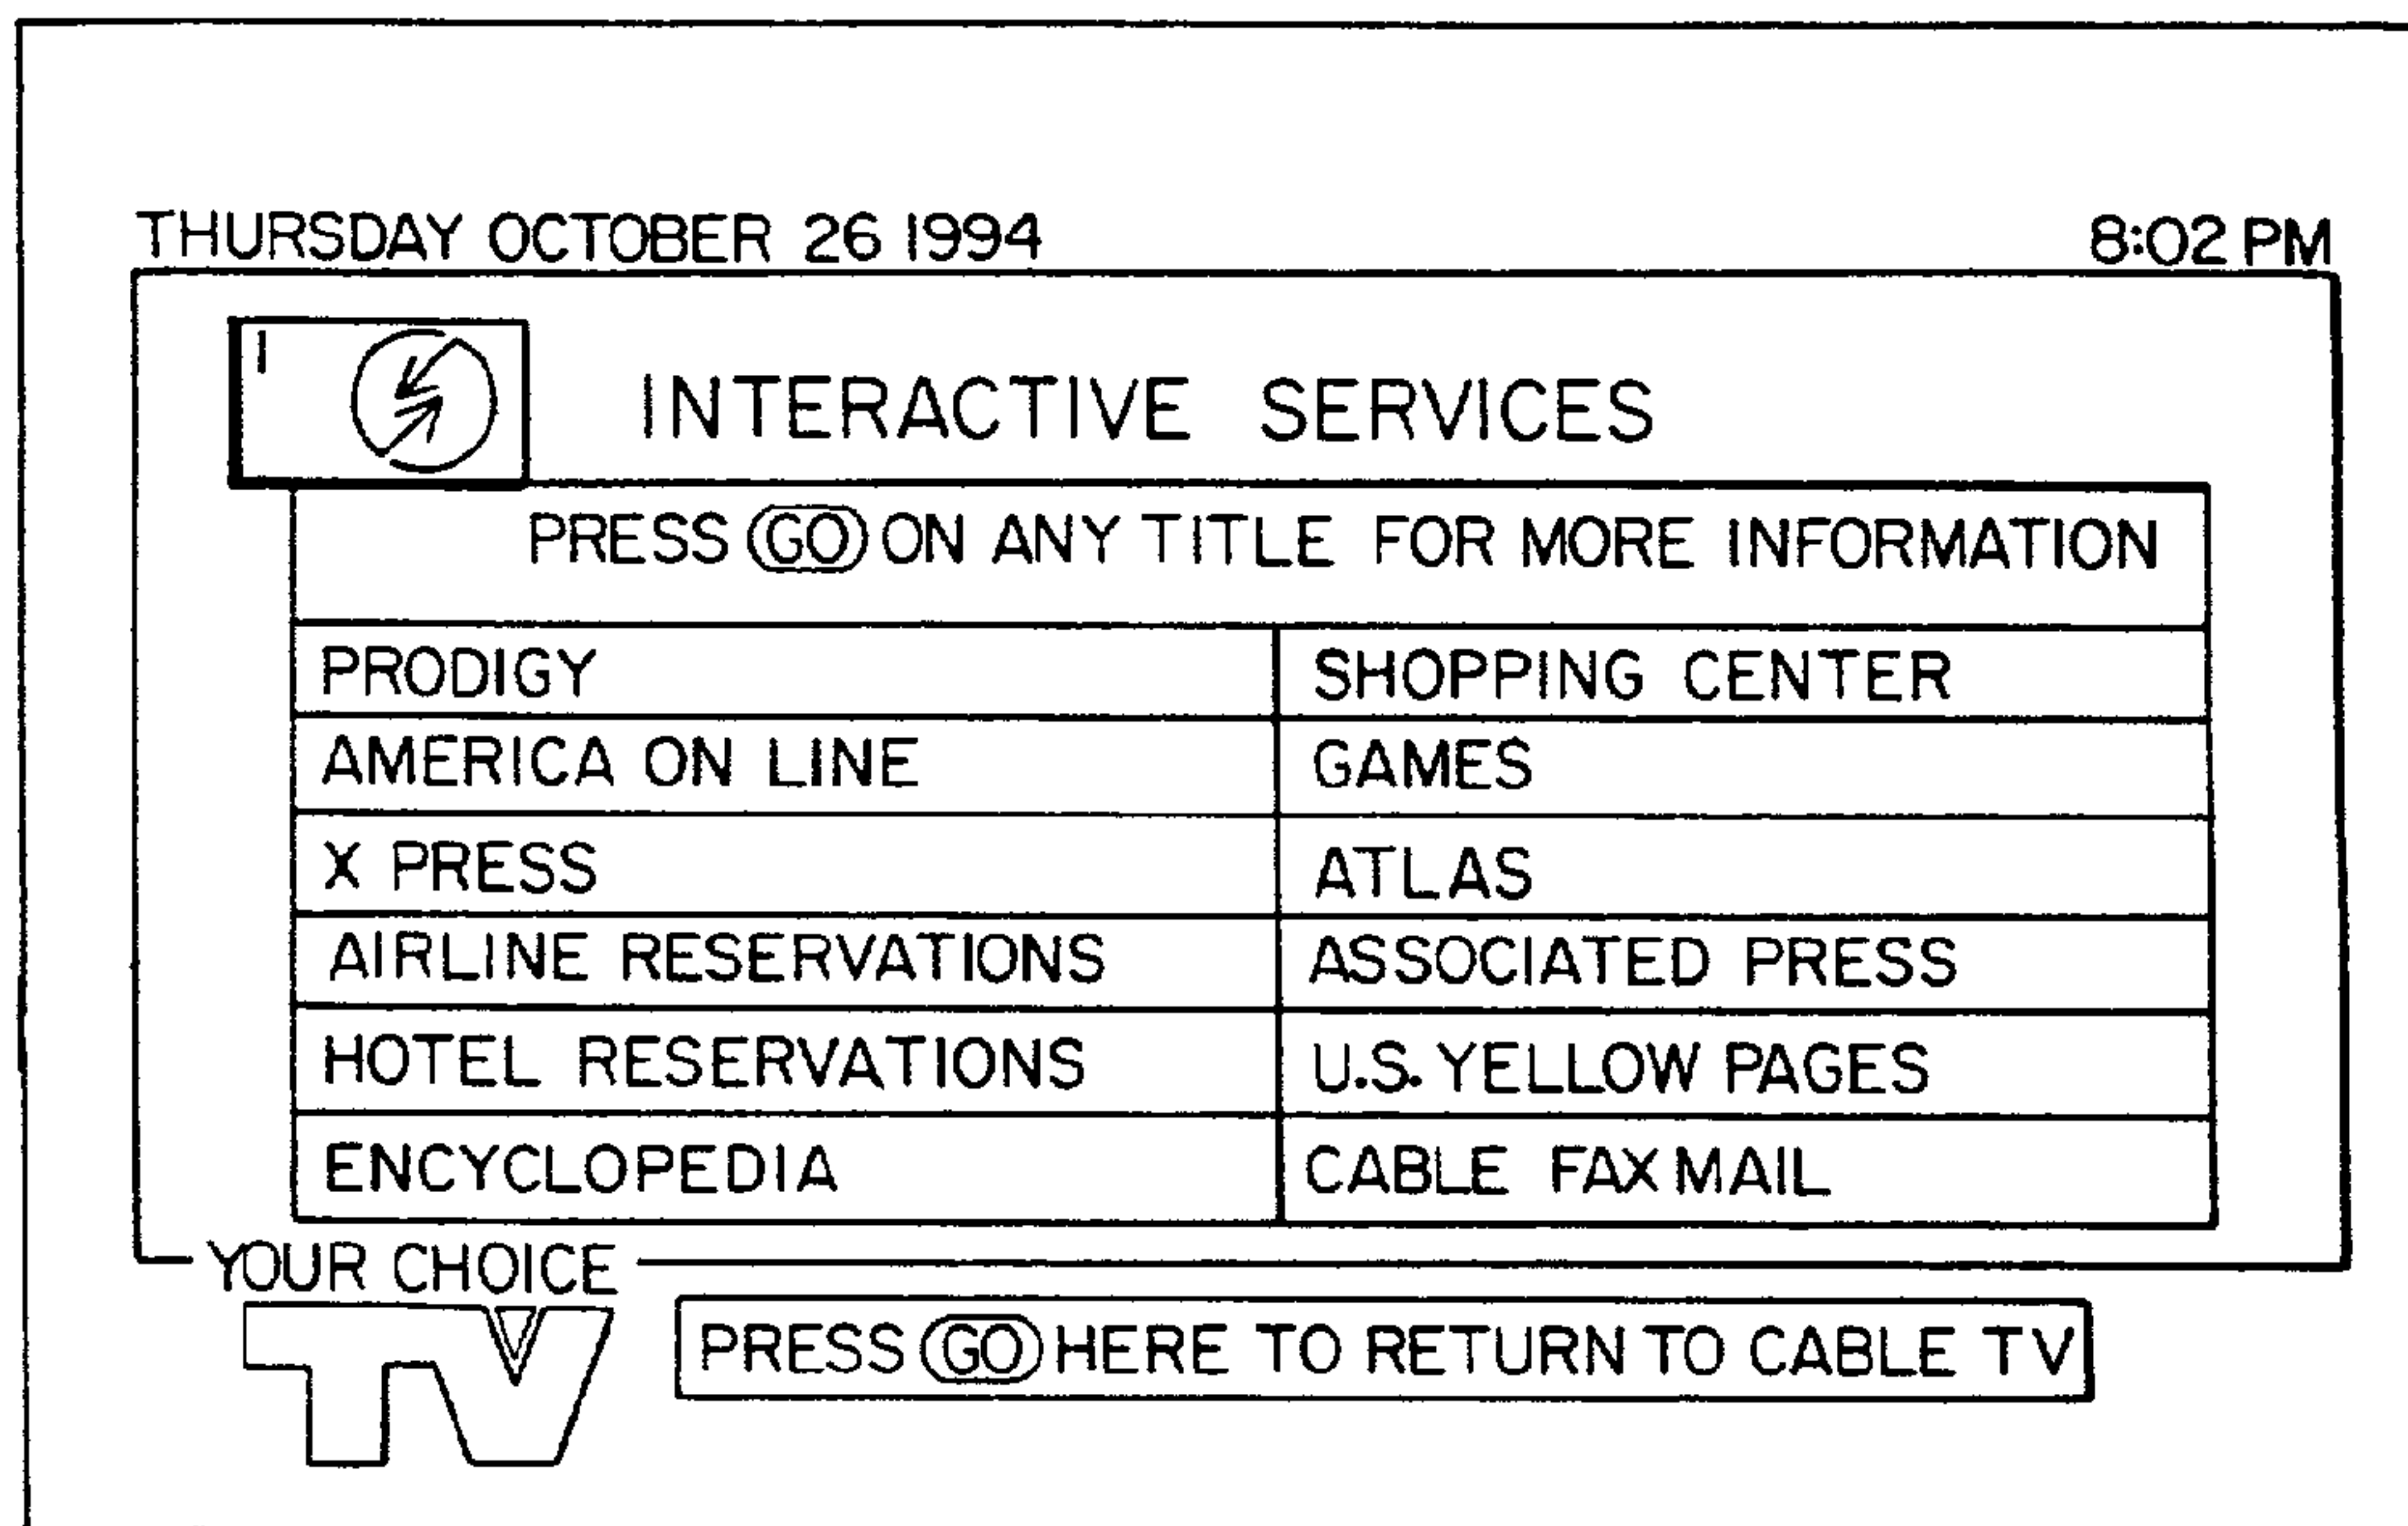 THURSDAY OCTOBER 26 1994 8:02 PM
1
INTERACTIVE SERVICES
PRESS GO ON ANY TITLE FOR MORE INFORMATION
PRODIGY SHOPPING CENTER
AMERICA ON LINE GAMES
X PRESS ATLAS
AIRLINE RESERVATIONS ASSOCIATED PRESS
HOTEL RESERVATIONS U.S. YELLOW PAGES
ENCYCLOPEDIA CABLE FAX MAIL
YOUR CHOICE
TV
PRESS GO HERE TO RETURN TO CABLE TV